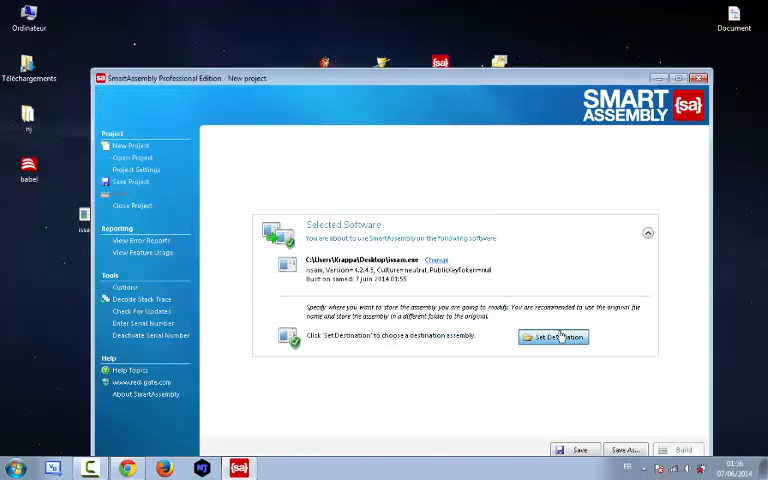 Ordinateur
Document
Téléchargements
nj
babel
issa
SmartAssembly Professional Edition - New project
SMART
ASSEMBLY {sa}
Project
New Project
Open Project
Project Settings
Save Project
Close Project
Reporting
View Error Reports
View Feature Usage
Tools
Options
Decode Stack Trace
Check For Updates
Enter Serial Number
Deactivate Serial Number
Help
Help Topics
www.red-gate.com
About SmartAssembly
Selected Software
You are about to use SmartAssembly on the following software
C:\Users\Krappa\Desktop\issam.exe Change
issam, Version=4.2.4.5, Culture=neutral, PublicKeyToken=null
Built on samedi 7 juin 2014 01:55
Specify where you want to store the assembly you are going to modify. You are recommended to use the original file
name and store the assembly in a different folder to the original.
Click 'Set Destination' to choose a destination assembly.
Set Destination
Save
Save As...
Build
FR
01:56
07/06/2014